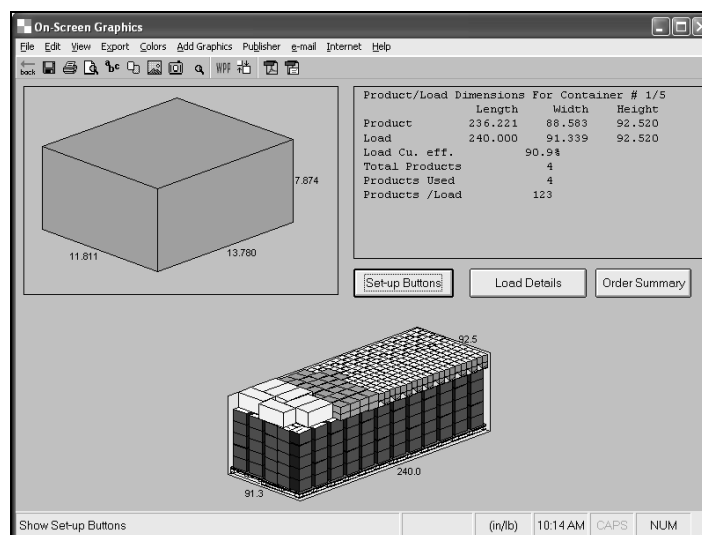 On-Screen Graphics
File Edit View Export Colors Add Graphics Publisher e-mail Internet Help
back abc WPF
Product/Load Dimensions For Container # 1/5
Length Width Height
Product 236.221 88.583 92.520
Load 240.000 91.339 92.520
Load Cu. eff. 90.9%
Total Products 4
Products Used 4
Products /Load 123
7.874
11.811
13.780
Set-up Buttons Load Details Order Summary
92.5
240.0
91.3
Show Set-up Buttons (in/lb) 10:14 AM CAPS NUM